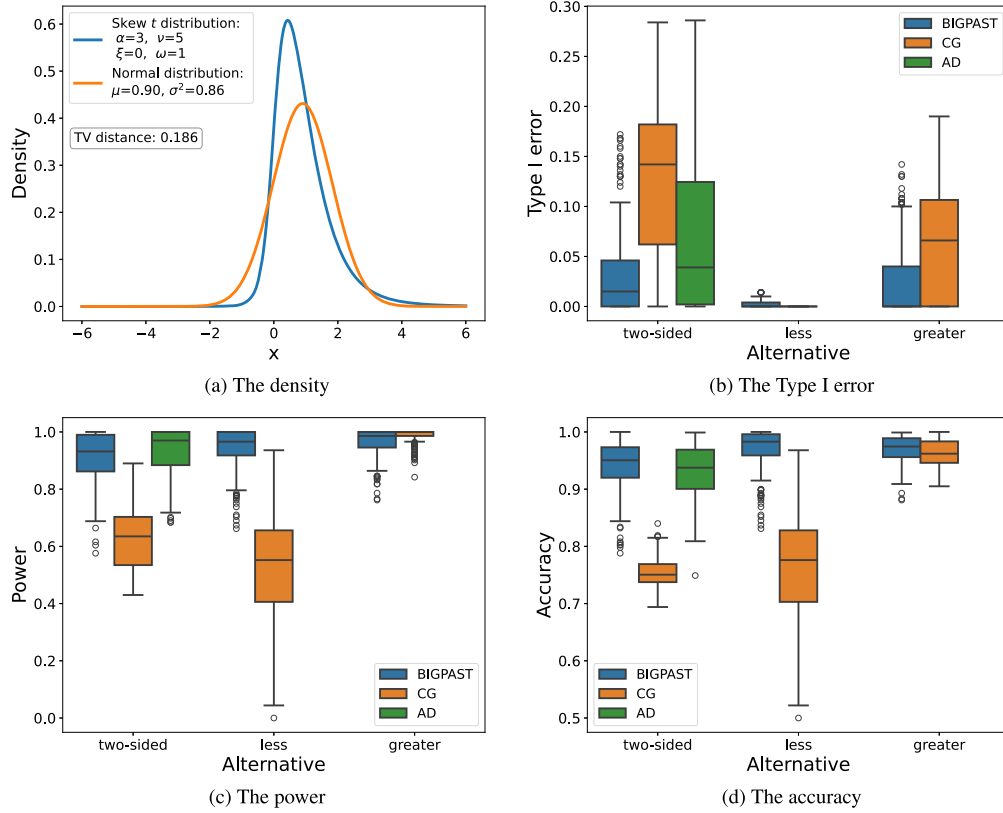 Skew t distribution:
α=3, ν=5
ξ=0, ω=1
Normal distribution:
μ=0.90, σ²=0.86
TV distance: 0.186
Density
0.6
0.5
0.4
0.3
0.2
0.1
0.0
−6
−4
−2
0
2
4
6
x
(a) The density
BIGPAST
CG
AD
Type I error
0.30
0.25
0.20
0.15
0.10
0.05
0.00
two-sided
less
greater
Alternative
(b) The Type I error
Power
1.0
0.8
0.6
0.4
0.2
0.0
BIGPAST
CG
AD
two-sided
less
greater
Alternative
(c) The power
Accuracy
1.0
0.9
0.8
0.7
0.6
0.5
BIGPAST
CG
AD
two-sided
less
greater
Alternative
(d) The accuracy